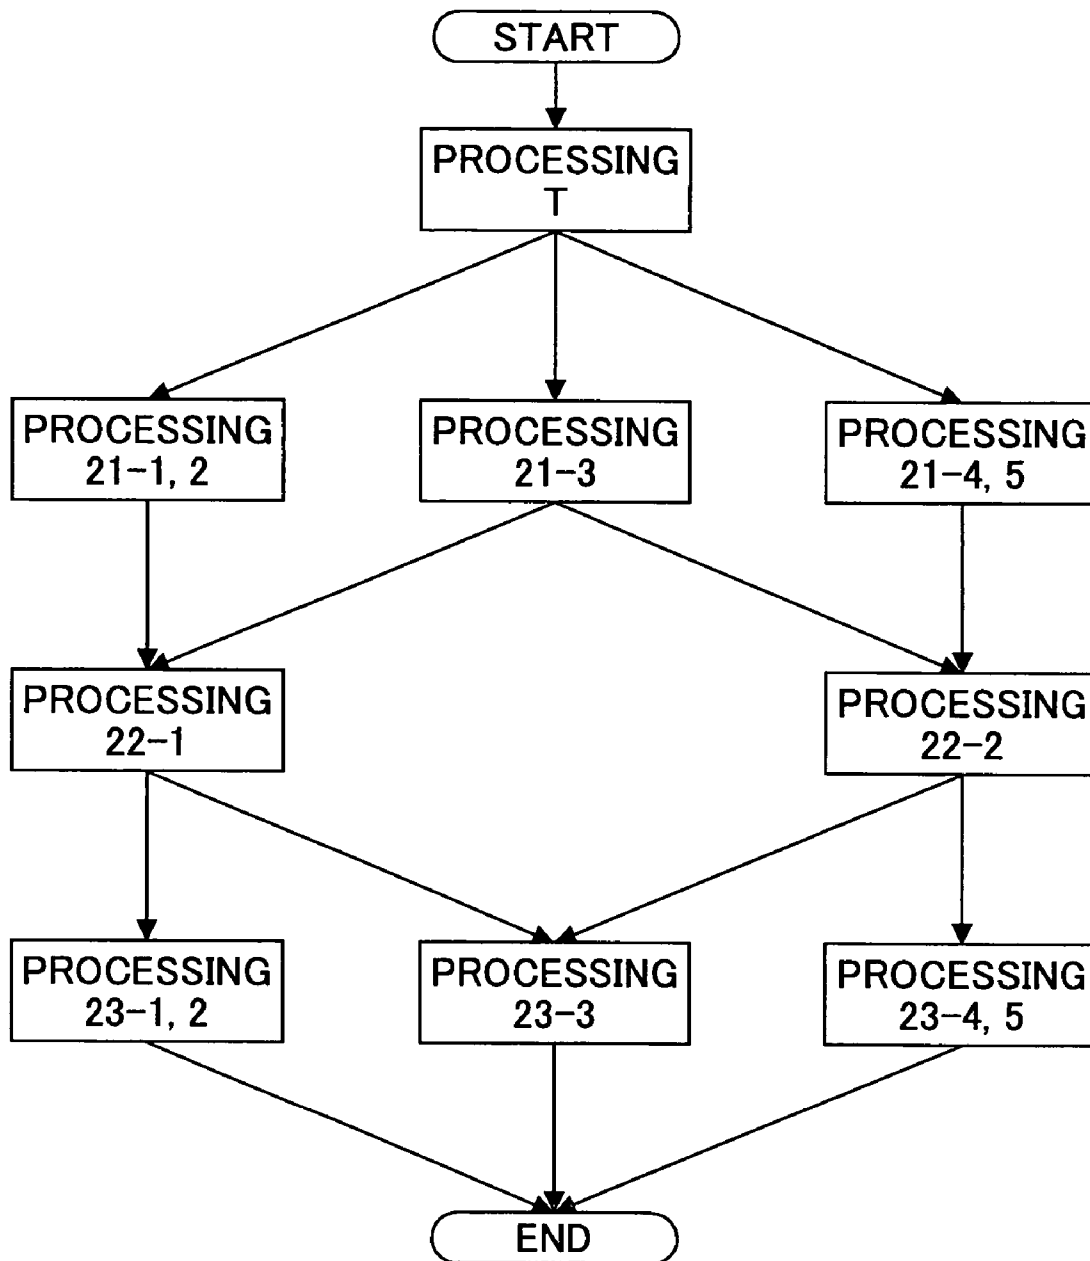 START
PROCESSING
T
PROCESSING
21-1, 2
PROCESSING
21-3
PROCESSING
21-4, 5
PROCESSING
22-1
PROCESSING
22-2
PROCESSING
23-1, 2
PROCESSING
23-3
PROCESSING
23-4, 5
END